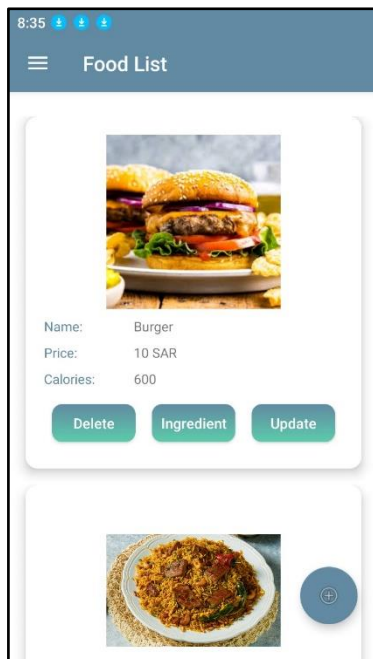 8:35
Food List
Name: Burger
Price: 10 SAR
Calories: 600
Delete Ingredient Update